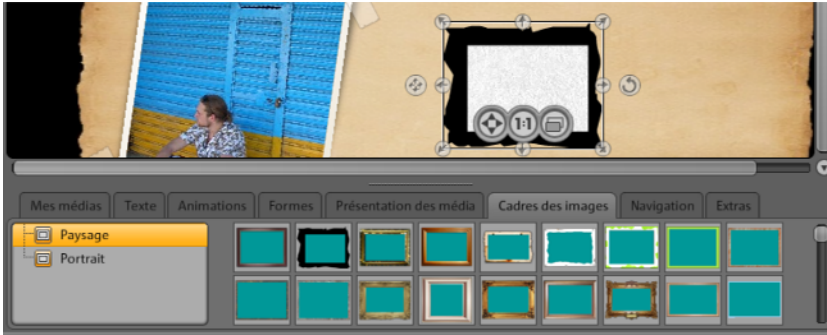 1:1
Mes médias Texte Animations Formes Présentation des média Cadres des images Navigation Extras
Paysage
Portrait